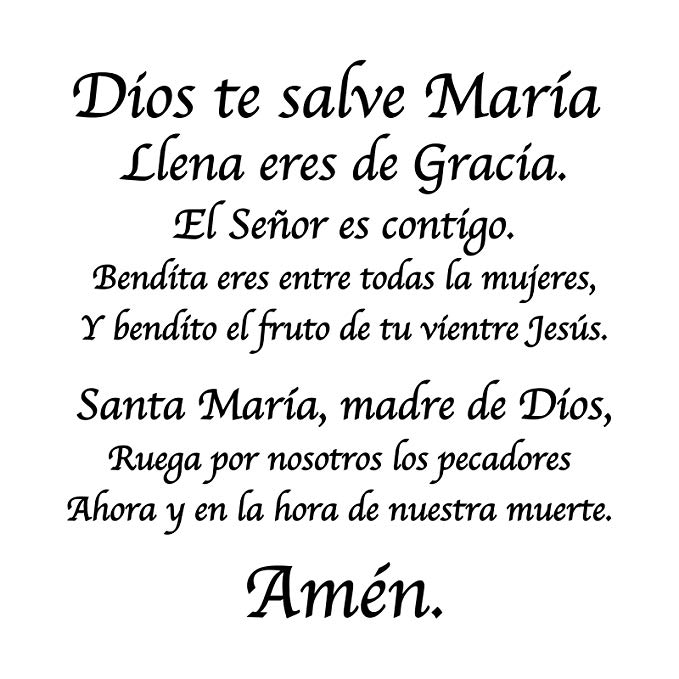 Dios te salve María
Llena eres de Gracia.
El Señor es contigo.
Bendita eres entre todas la mujeres,
Y bendito el fruto de tu vientre Jesús.
Santa María, madre de Dios,
Ruega por nosotros los pecadores
Ahora y en la hora de nuestra muerte.
Amén.